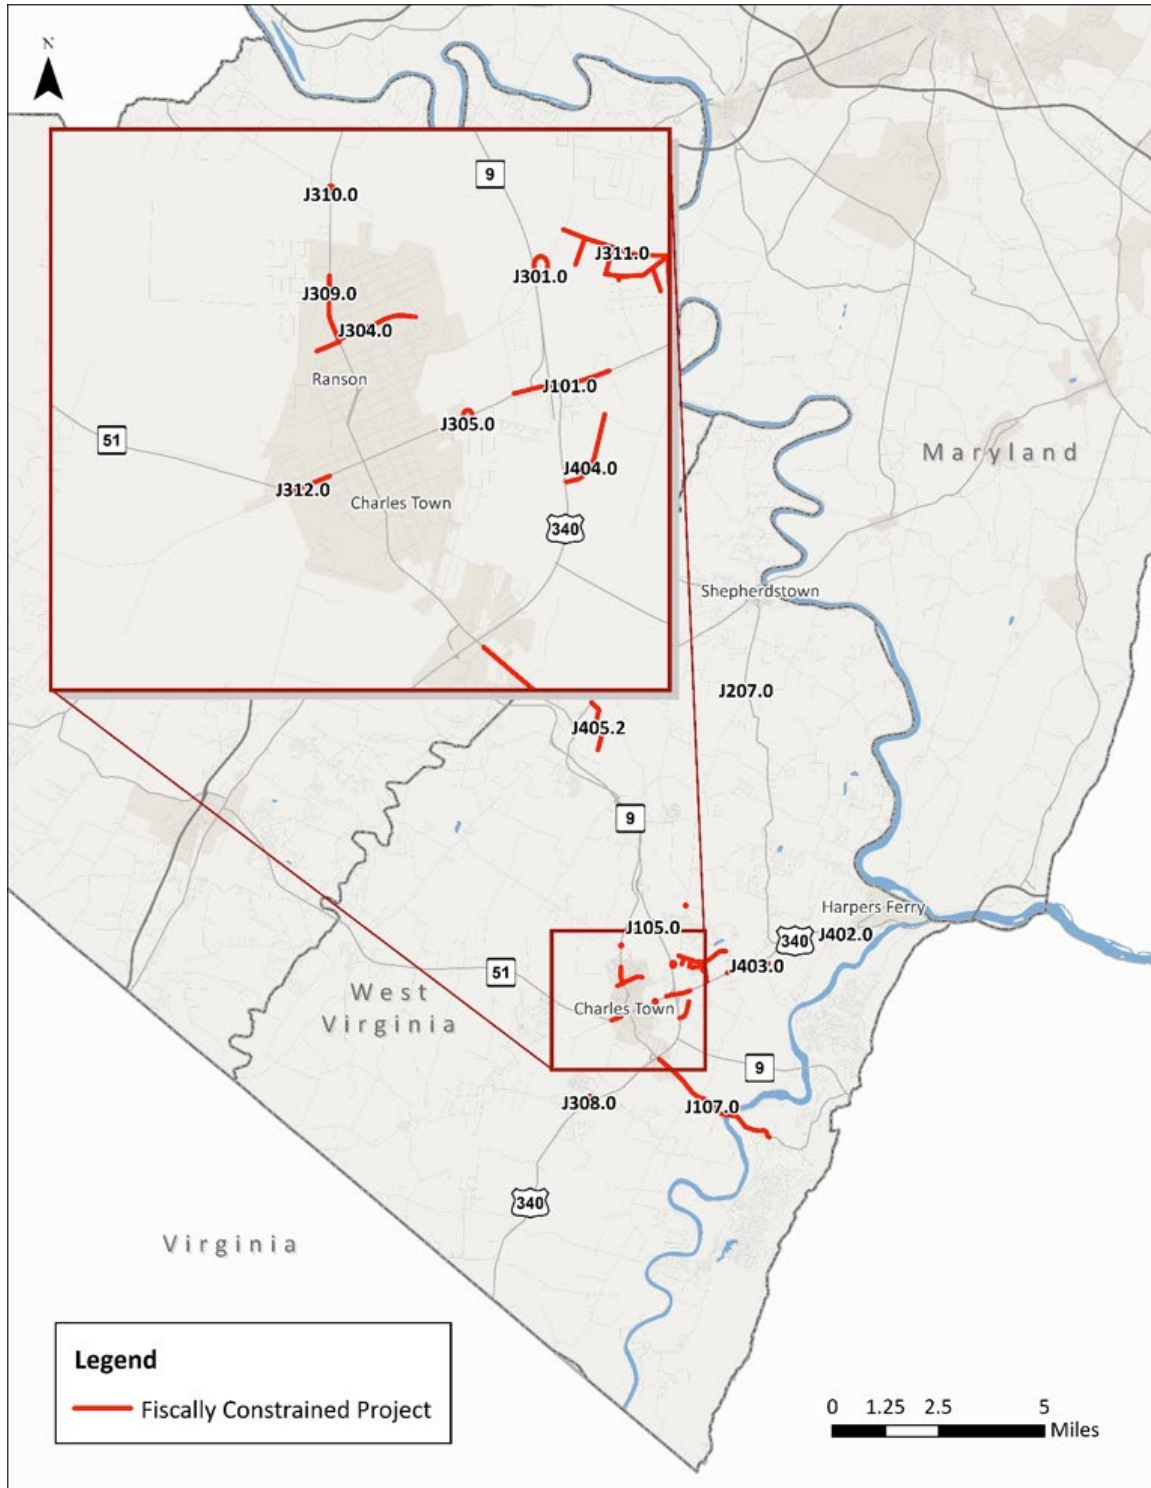 N
J310.0
9
J311.0
J301.0
J309.0
J304.0
Ranson
J101.0
J305.0
51
J404.0
J312.0
Charles Town
340
Maryland
Shepherdstown
J207.0
J405.2
9
Harpers Ferry
J105.0
J402.0
340
J403.0
51
West
Virginia
Charles Town
9
J308.0
J107.0
340
Virginia
Legend
Fiscally Constrained Project
0 1.25 2.5 5
Miles